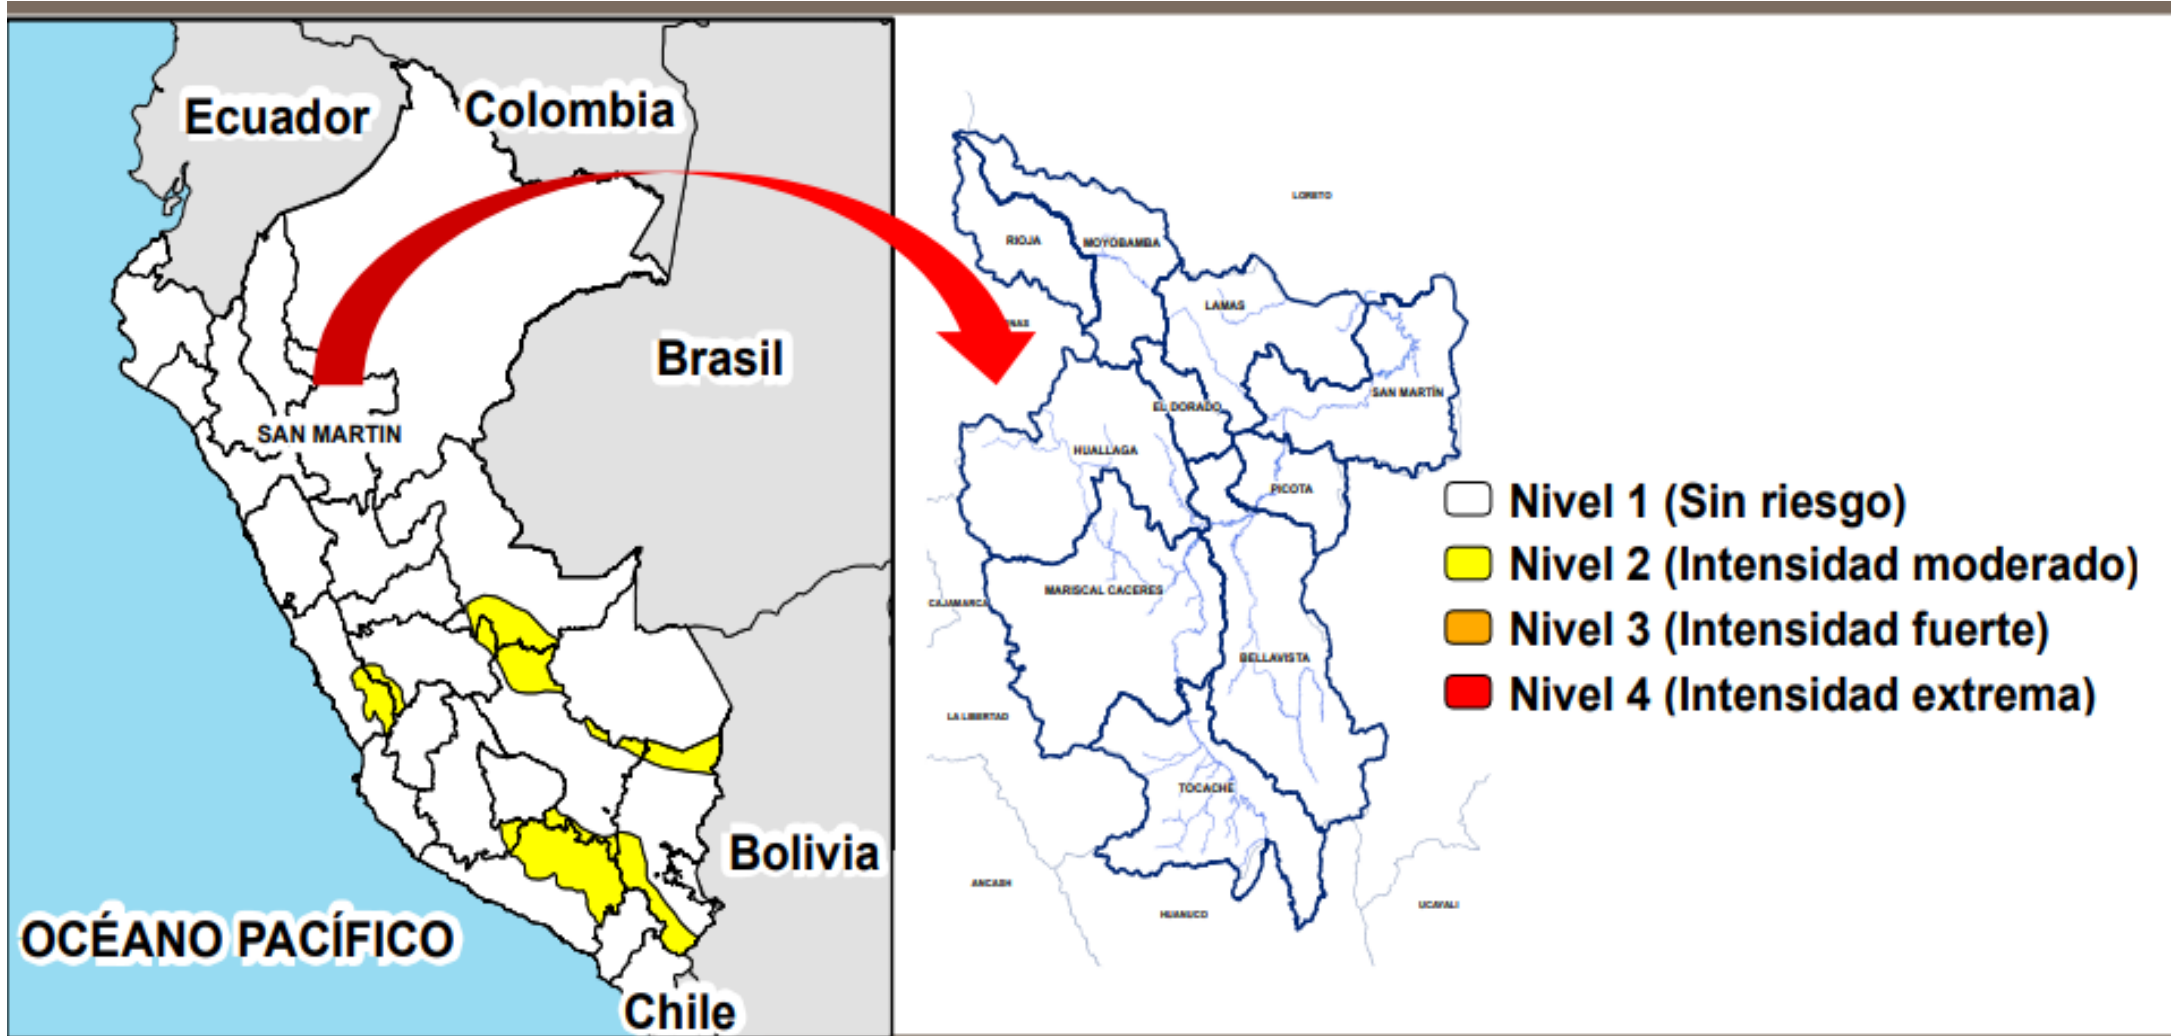 Ecuador
Colombia
Brasil
SAN MARTIN
Bolivia
OCÉANO PACÍFICO
Chile
LORETO
RIOJA
MOYOBAMBA
LAMAS
NAS
SAN MARTÍN
EL DORADO
HUALLAGA
PICOTA
MARISCAL CACERES
CAJAMARCA
BELLAVISTA
LA LIBERTAD
TOCACHE
ANCASH
HUANUCO
UCAYALI
Nivel 1 (Sin riesgo)
Nivel 2 (Intensidad moderado)
Nivel 3 (Intensidad fuerte)
Nivel 4 (Intensidad extrema)